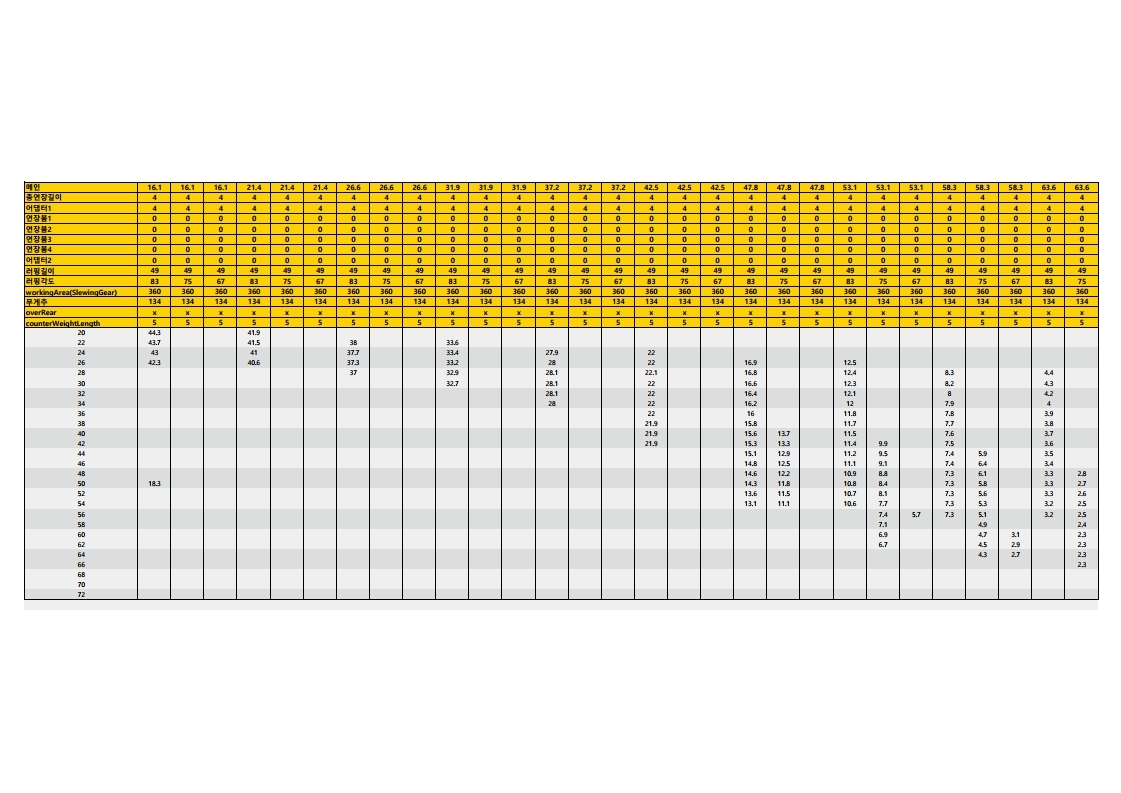 메인 16.1 16.1 16.1 21.4 21.4 21.4 26.6 26.6 26.6 31.9 31.9 31.9 37.2 37.2 37.2 42.5 42.5 42.5 47.8 47.8 47.8 53.1 53.1 53.1 58.3 58.3 58.3 63.6 63.6
총연장길이 4 4 4 4 4 4 4 4 4 4 4 4 4 4 4 4 4 4 4 4 4 4 4 4 4 4 4 4 4
어댑터1 4 4 4 4 4 4 4 4 4 4 4 4 4 4 4 4 4 4 4 4 4 4 4 4 4 4 4 4 4
연장붐1 0 0 0 0 0 0 0 0 0 0 0 0 0 0 0 0 0 0 0 0 0 0 0 0 0 0 0 0 0
연장붐2 0 0 0 0 0 0 0 0 0 0 0 0 0 0 0 0 0 0 0 0 0 0 0 0 0 0 0 0 0
연장붐3 0 0 0 0 0 0 0 0 0 0 0 0 0 0 0 0 0 0 0 0 0 0 0 0 0 0 0 0 0
연장붐4 0 0 0 0 0 0 0 0 0 0 0 0 0 0 0 0 0 0 0 0 0 0 0 0 0 0 0 0 0
어댑터2 0 0 0 0 0 0 0 0 0 0 0 0 0 0 0 0 0 0 0 0 0 0 0 0 0 0 0 0 0
러핑길이 49 49 49 49 49 49 49 49 49 49 49 49 49 49 49 49 49 49 49 49 49 49 49 49 49 49 49 49 49
러핑각도 83 75 67 83 75 67 83 75 67 83 75 67 83 75 67 83 75 67 83 75 67 83 75 67 83 75 67 83 75
workingArea(SlewingGear) 360 360 360 360 360 360 360 360 360 360 360 360 360 360 360 360 360 360 360 360 360 360 360 360 360 360 360 360 360
무게추 134 134 134 134 134 134 134 134 134 134 134 134 134 134 134 134 134 134 134 134 134 134 134 134 134 134 134 134 134
overRear x x x x x x x x x x x x x x x x x x x x x x x x x x x x x
counterWeightLength 5 5 5 5 5 5 5 5 5 5 5 5 5 5 5 5 5 5 5 5 5 5 5 5 5 5 5 5 5
20 44.3 41.9
22 43.7 41.5 38 33.6
24 43 41 37.7 33.4 27.9 22
26 42.3 40.6 37.3 33.2 28 22 16.9 12.5
28 37 32.9 28.1 22.1 16.8 12.4 8.3 4.4
30 32.7 28.1 22 16.6 12.3 8.2 4.3
32 28.1 22 16.4 12.1 8 4.2
34 28 22 16.2 12 7.9 4
36 22 16 11.8 7.8 3.9
38 21.9 15.8 11.7 7.7 3.8
40 21.9 15.6 13.7 11.5 7.6 3.7
42 21.9 15.3 13.3 11.4 9.9 7.5 3.6
44 15.1 12.9 11.2 9.5 7.4 5.9 3.5
46 14.8 12.5 11.1 9.1 7.4 6.4 3.4
48 14.6 12.2 10.9 8.8 7.3 6.1 3.3 2.8
50 18.3 14.3 11.8 10.8 8.4 7.3 5.8 3.3 2.7
52 13.6 11.5 10.7 8.1 7.3 5.6 3.3 2.6
54 13.1 11.1 10.6 7.7 7.3 5.3 3.2 2.5
56 7.4 5.7 7.3 5.1 3.2 2.5
58 7.1 4.9 2.4
60 6.9 4.7 3.1 2.3
62 6.7 4.5 2.9 2.3
64 4.3 2.7 2.3
66 2.3
68
70
72